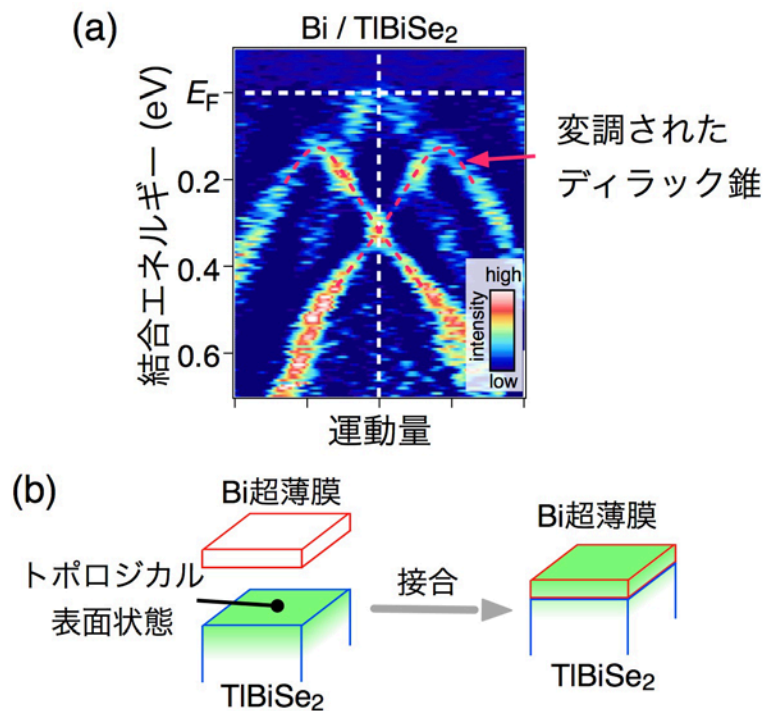 (a)
Bi / TlBiSe2
EF
0.2
0.4
0.6
結合エネルギー (eV)
運動量
変調された
ディラック錐
high
intensity
low
(b)
Bi超薄膜
トポロジカル
表面状態
TlBiSe2
接合
Bi超薄膜
TlBiSe2